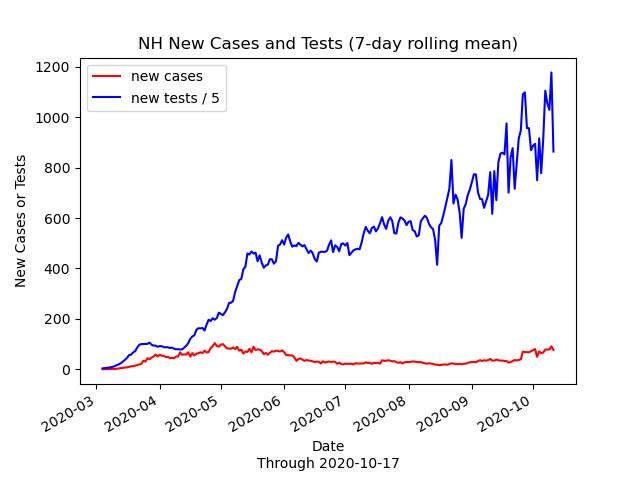 NH New Cases and Tests (7-day rolling mean)
new cases
new tests / 5
New Cases or Tests
1200
1000
800
600
400
200
0
2020-03
2020-04
2020-05
2020-06
2020-07
2020-08
2020-09
2020-10
Date
Through 2020-10-17